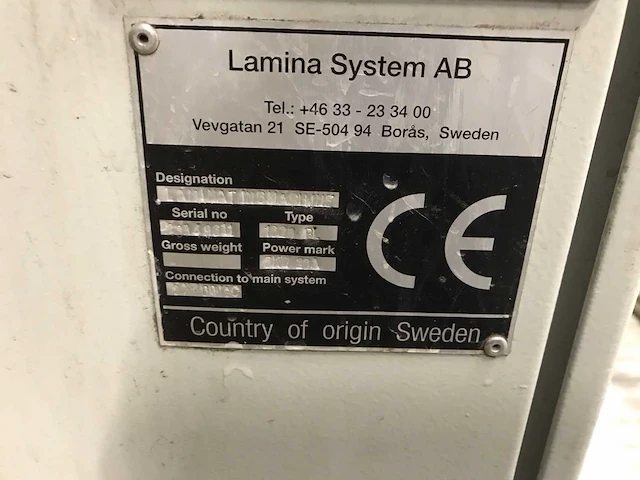 Lamina System AB
Tel.: +46 33 - 23 34 00
Vevgatan 21 SE-504 94 Borås, Sweden
Designation
Serial no Type
Gross weight Power mark
Connection to main system
CE
Country of origin Sweden